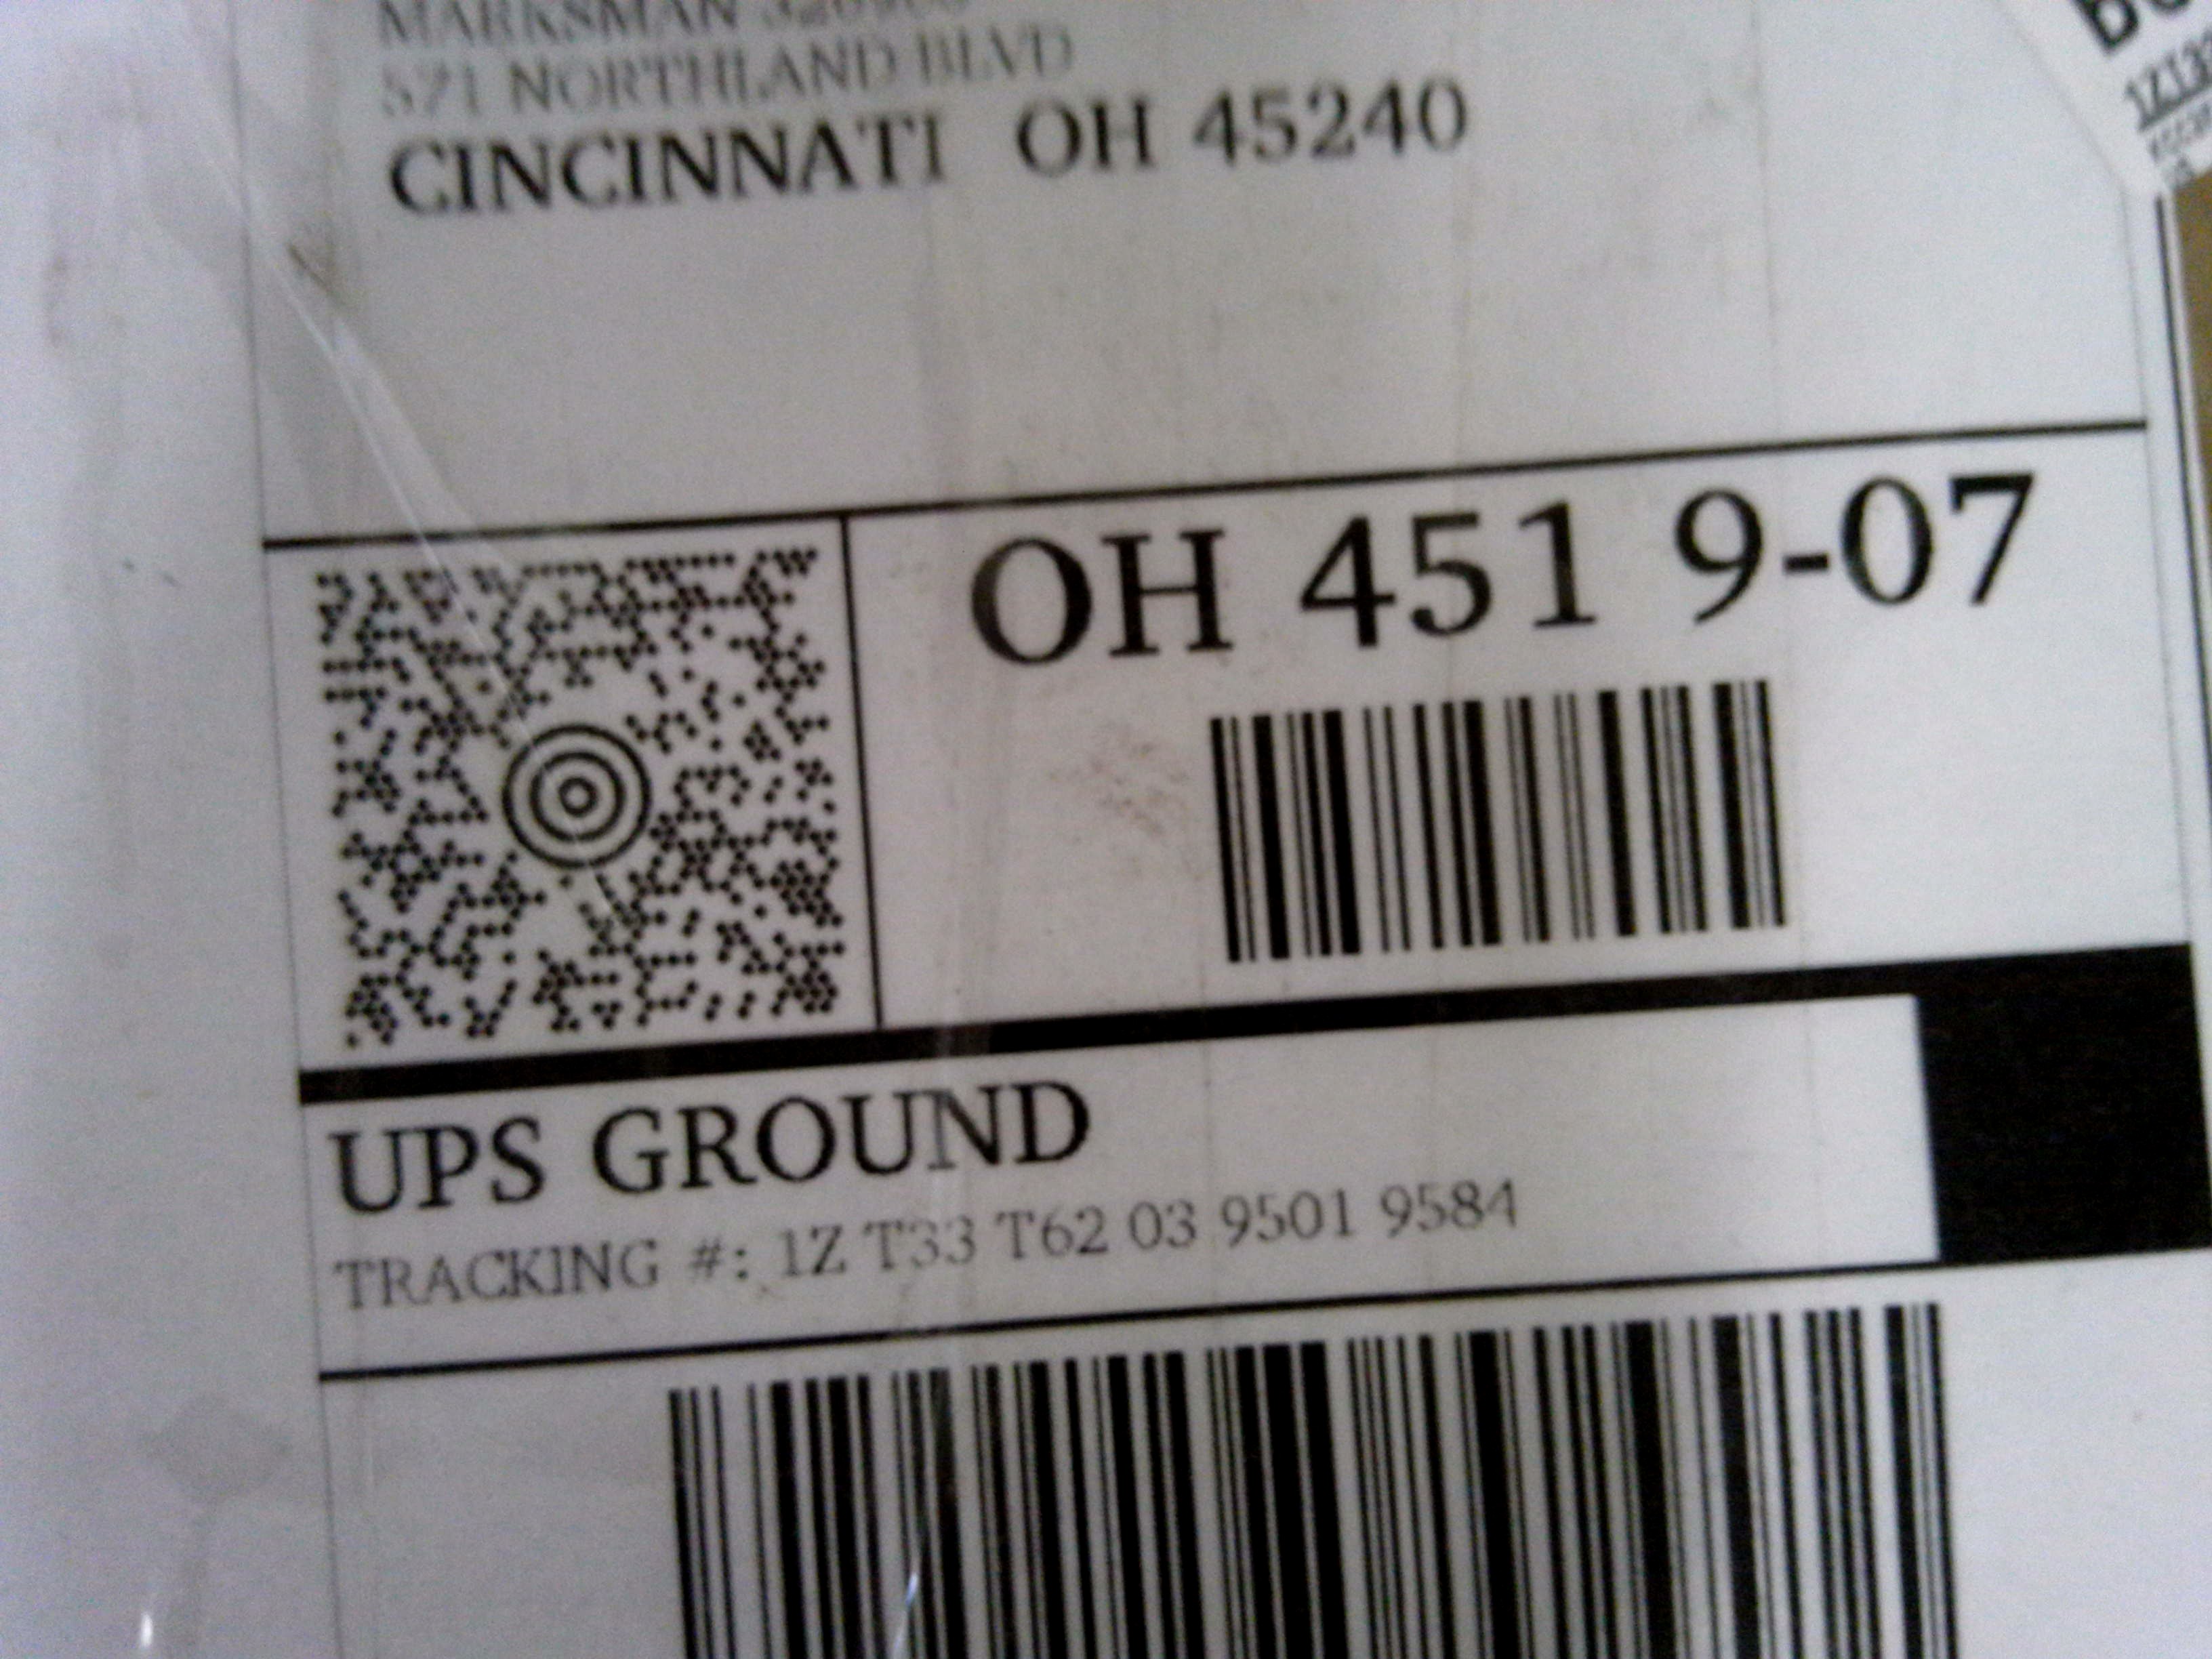 MARKSMAN
571 NORTHLAND BLVD
CINCINNATI OH 45240
OH 451 9-07
UPS GROUND
TRACKING #: 1Z T33 T62 03 9501 9584